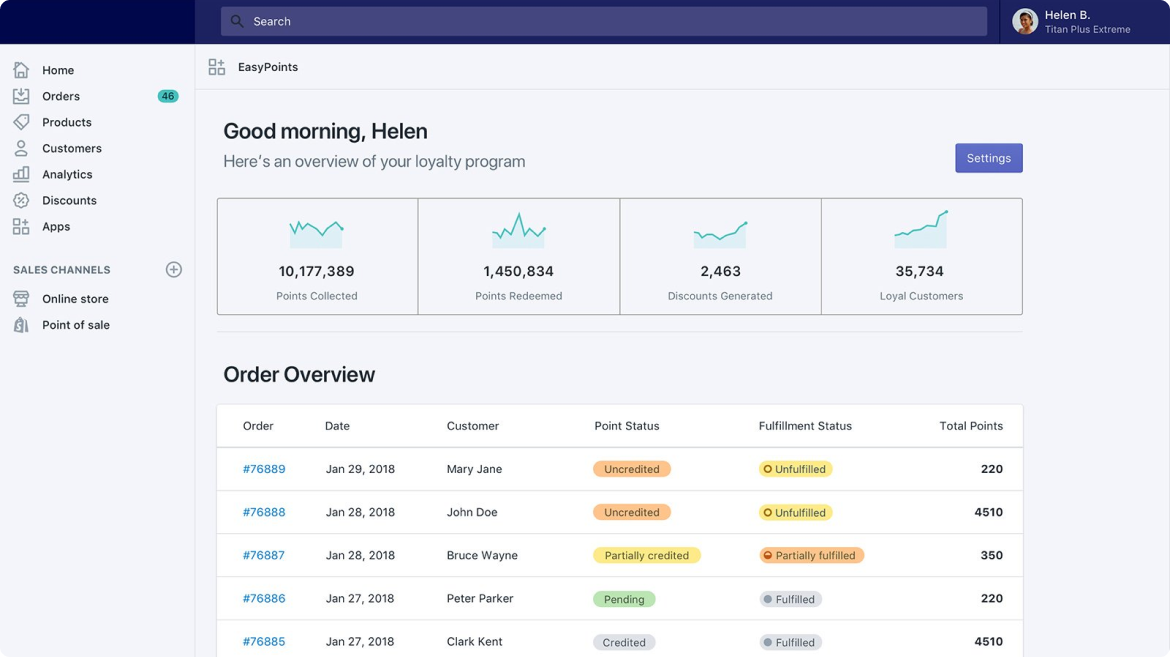 Search
Helen B.
Titan Plus Extreme
Home
Orders 46
Products
Customers
Analytics
Discounts
Apps
SALES CHANNELS
Online store
Point of sale
EasyPoints
Good morning, Helen
Here's an overview of your loyalty program
Settings
10,177,389 1,450,834 2,463 35,734
Points Collected Points Redeemed Discounts Generated Loyal Customers
Order Overview
Order Date Customer Point Status Fulfillment Status Total Points
#76889 Jan 29, 2018 Mary Jane Uncredited Unfulfilled 220
#76888 Jan 28, 2018 John Doe Uncredited Unfulfilled 4510
#76887 Jan 28, 2018 Bruce Wayne Partially credited Partially fulfilled 350
#76886 Jan 27, 2018 Peter Parker Pending Fulfilled 220
#76885 Jan 27, 2018 Clark Kent Credited Fulfilled 4510